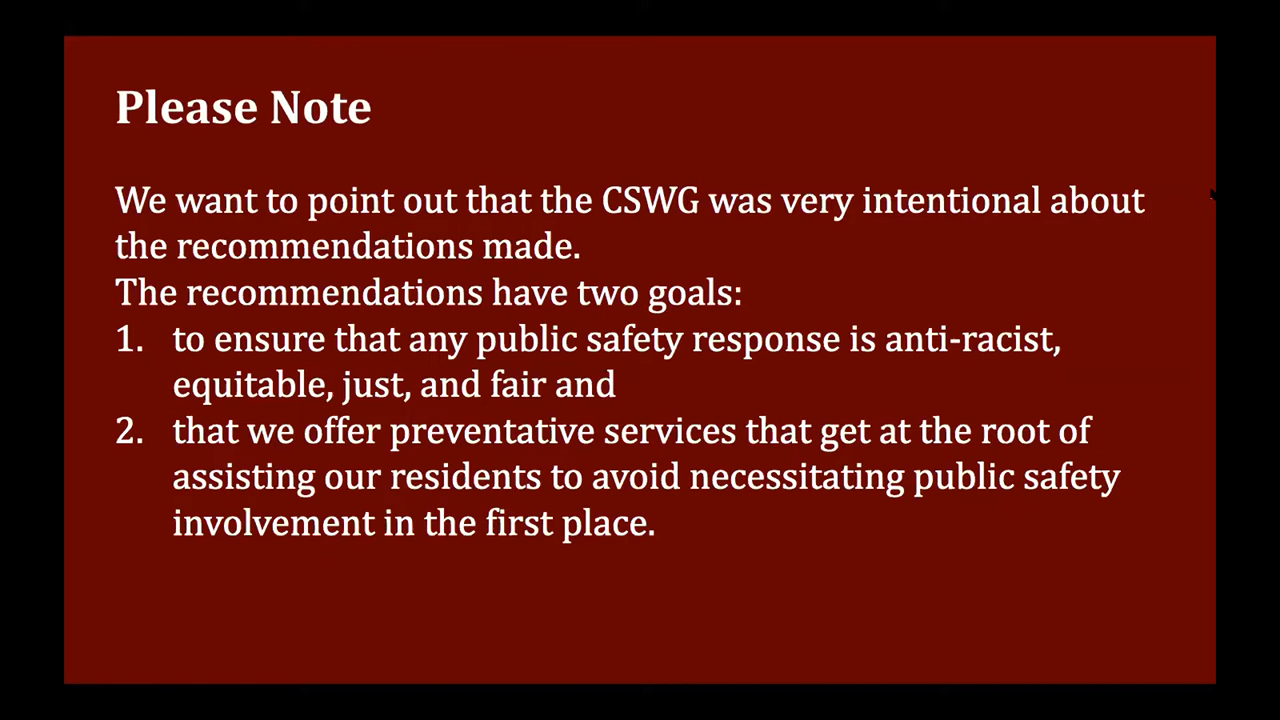 Please Note
We want to point out that the CSWG was very intentional about
the recommendations made.
The recommendations have two goals:
1. to ensure that any public safety response is anti-racist,
equitable, just, and fair and
2. that we offer preventative services that get at the root of
assisting our residents to avoid necessitating public safety
involvement in the first place.